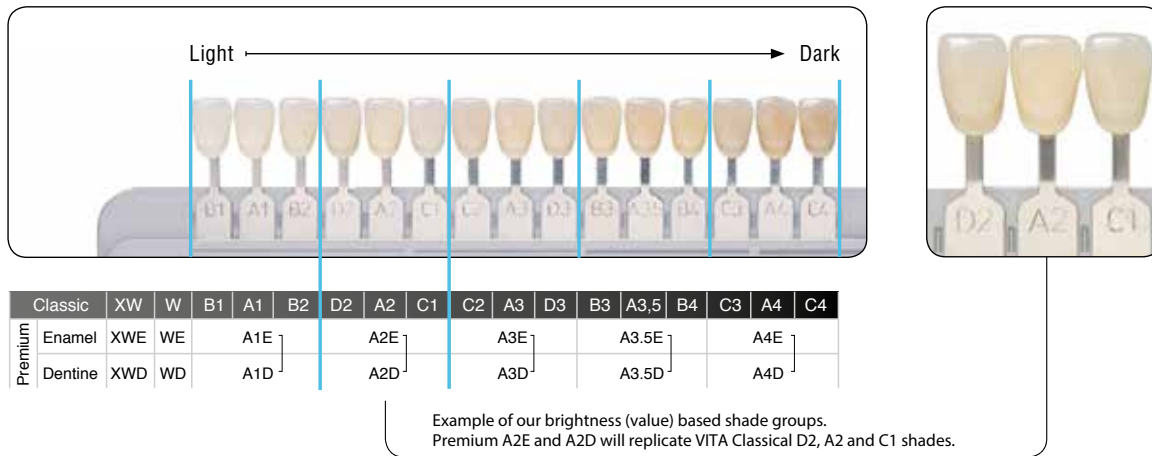 Light Dark
B1 A1 B2 D2 A2 C1 C2 A3 D3 B3 A35 B4 C3 A4 C4
D2 A2 C1
Classic XW W B1 A1 B2 D2 A2 C1 C2 A3 D3 B3 A3,5 B4 C3 A4 C4
Premium
Enamel XWE WE A1E A2E A3E A3.5E A4E
Dentine XWD WD A1D A2D A3D A3.5D A4D
Example of our brightness (value) based shade groups.
Premium A2E and A2D will replicate VITA Classical D2, A2 and C1 shades.